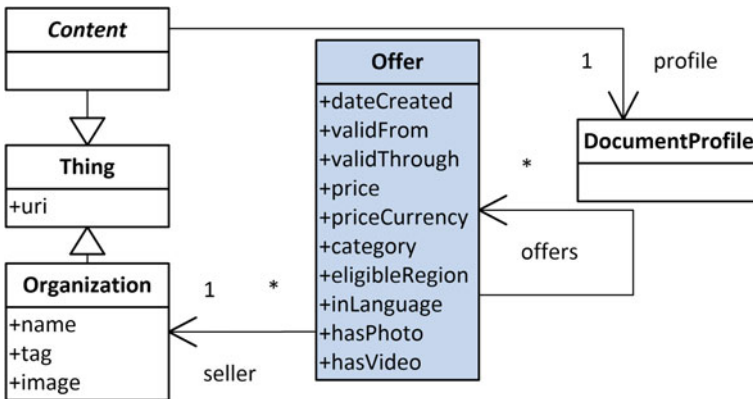 Content
Thing
+uri
Organization
+name
+tag
+image
1
*
seller
Offer
+dateCreated
+validFrom
+validThrough
+price
+priceCurrency
+category
+eligibleRegion
+inLanguage
+hasPhoto
+hasVideo
1
profile
DocumentProfile
*
offers